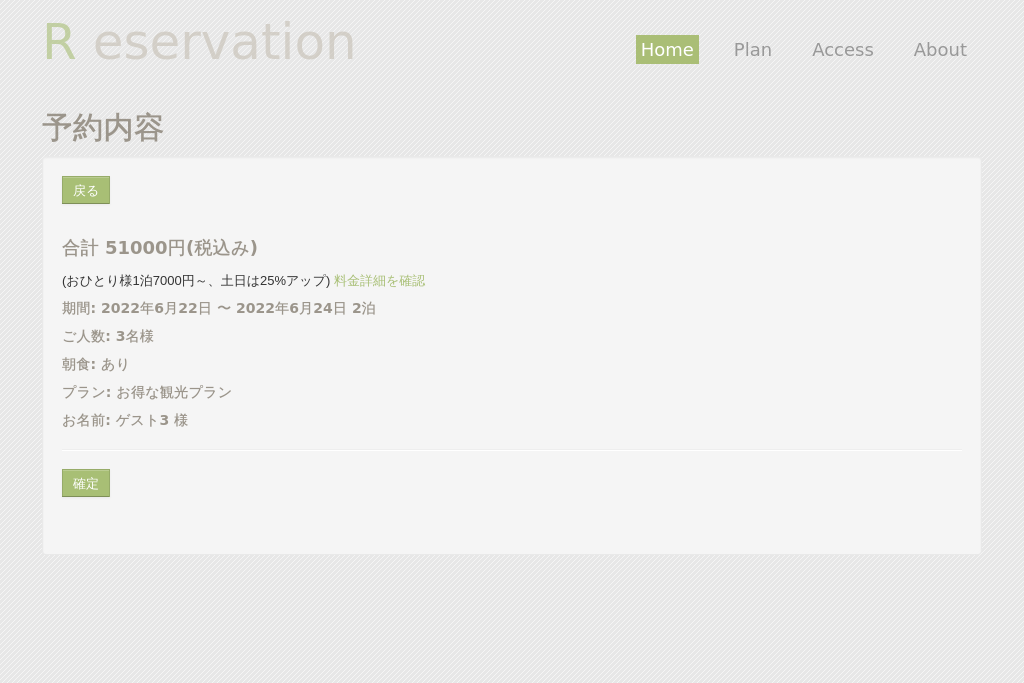 R eservation
Home Plan Access About
予約内容
戻る
合計 51000円(税込み)
(おひとり様1泊7000円～、土日は25%アップ) 料金詳細を確認
期間: 2022年6月22日 〜 2022年6月24日 2泊
ご人数: 3名様
朝食: あり
プラン: お得な観光プラン
お名前: ゲスト3 様
確定